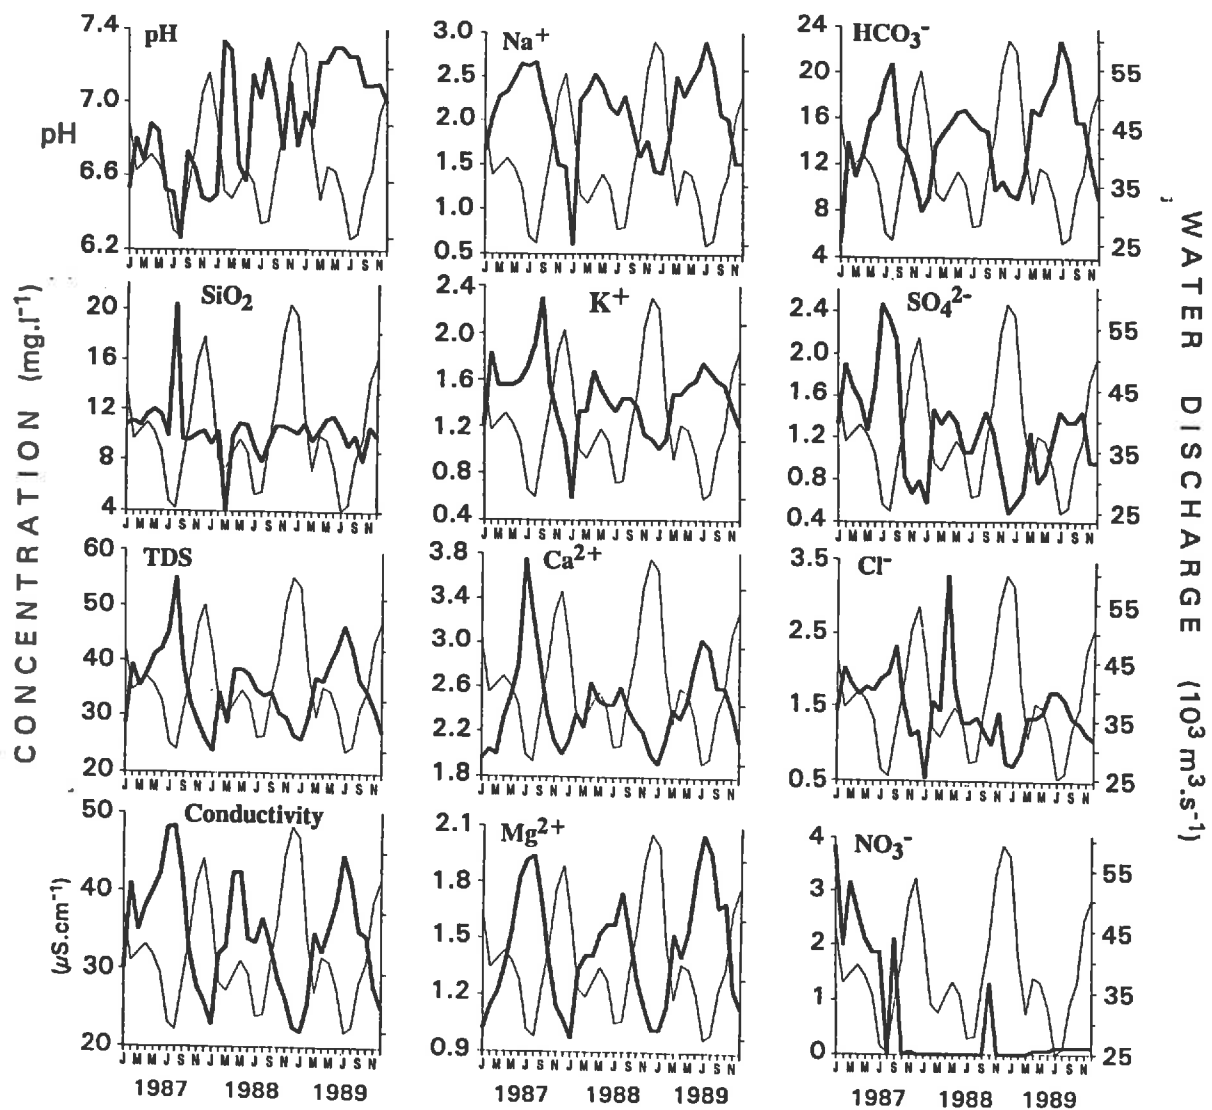 pH
7.4
7.0
6.6
6.2
pH
J M M J S N J M M J S N J M M J S N
Na+
3.0
2.5
2.0
1.5
1.0
0.5
J M M J S N J M M J S N J M M J S N
HCO3-
24
20
16
12
8
4
55
45
35
25
J M M J S N J M M J S N J M M J S N
SiO2
20
16
12
8
4
J M M J S N J M M J S N J M M J S N
K+
2.4
2.0
1.6
1.2
0.8
0.4
J M M J S N J M M J S N J M M J S N
SO4 2-
2.4
2.0
1.6
1.2
0.8
0.4
55
45
35
25
J M M J S N J M M J S N J M M J S N
TDS
60
50
40
30
20
J M M J S N J M M J S N J M M J S N
Ca2+
3.8
3.4
3.0
2.6
2.2
1.8
J M M J S N J M M J S N J M M J S N
Cl-
3.5
2.5
1.5
0.5
55
45
35
25
J M M J S N J M M J S N J M M J S N
Conductivity
(µS.cm-1)
50
40
30
20
J M M J S N J M M J S N J M M J S N
1987 1988 1989
Mg2+
2.1
1.8
1.5
1.2
0.9
J M M J S N J M M J S N J M M J S N
1987 1988 1989
NO3-
4
3
2
1
0
55
45
35
25
J M M J S N J M M J S N J M M J S N
1987 1988 1989
CONCENTRATION (mg.l-1)
WATER DISCHARGE (10³ m³.s-1)